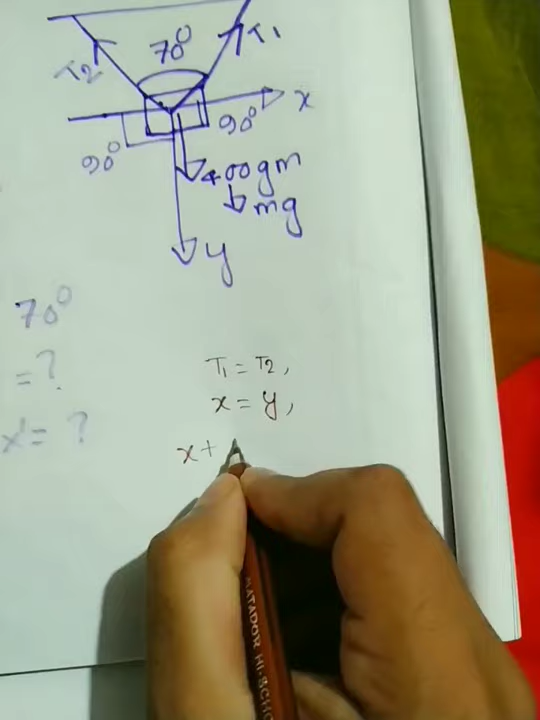 T2 70° T1
x
90° 90°
400gm
mg
y
70°
= ?
x' = ?
T1 = T2,
x = y,
x +
MATADOR HI-SCHO